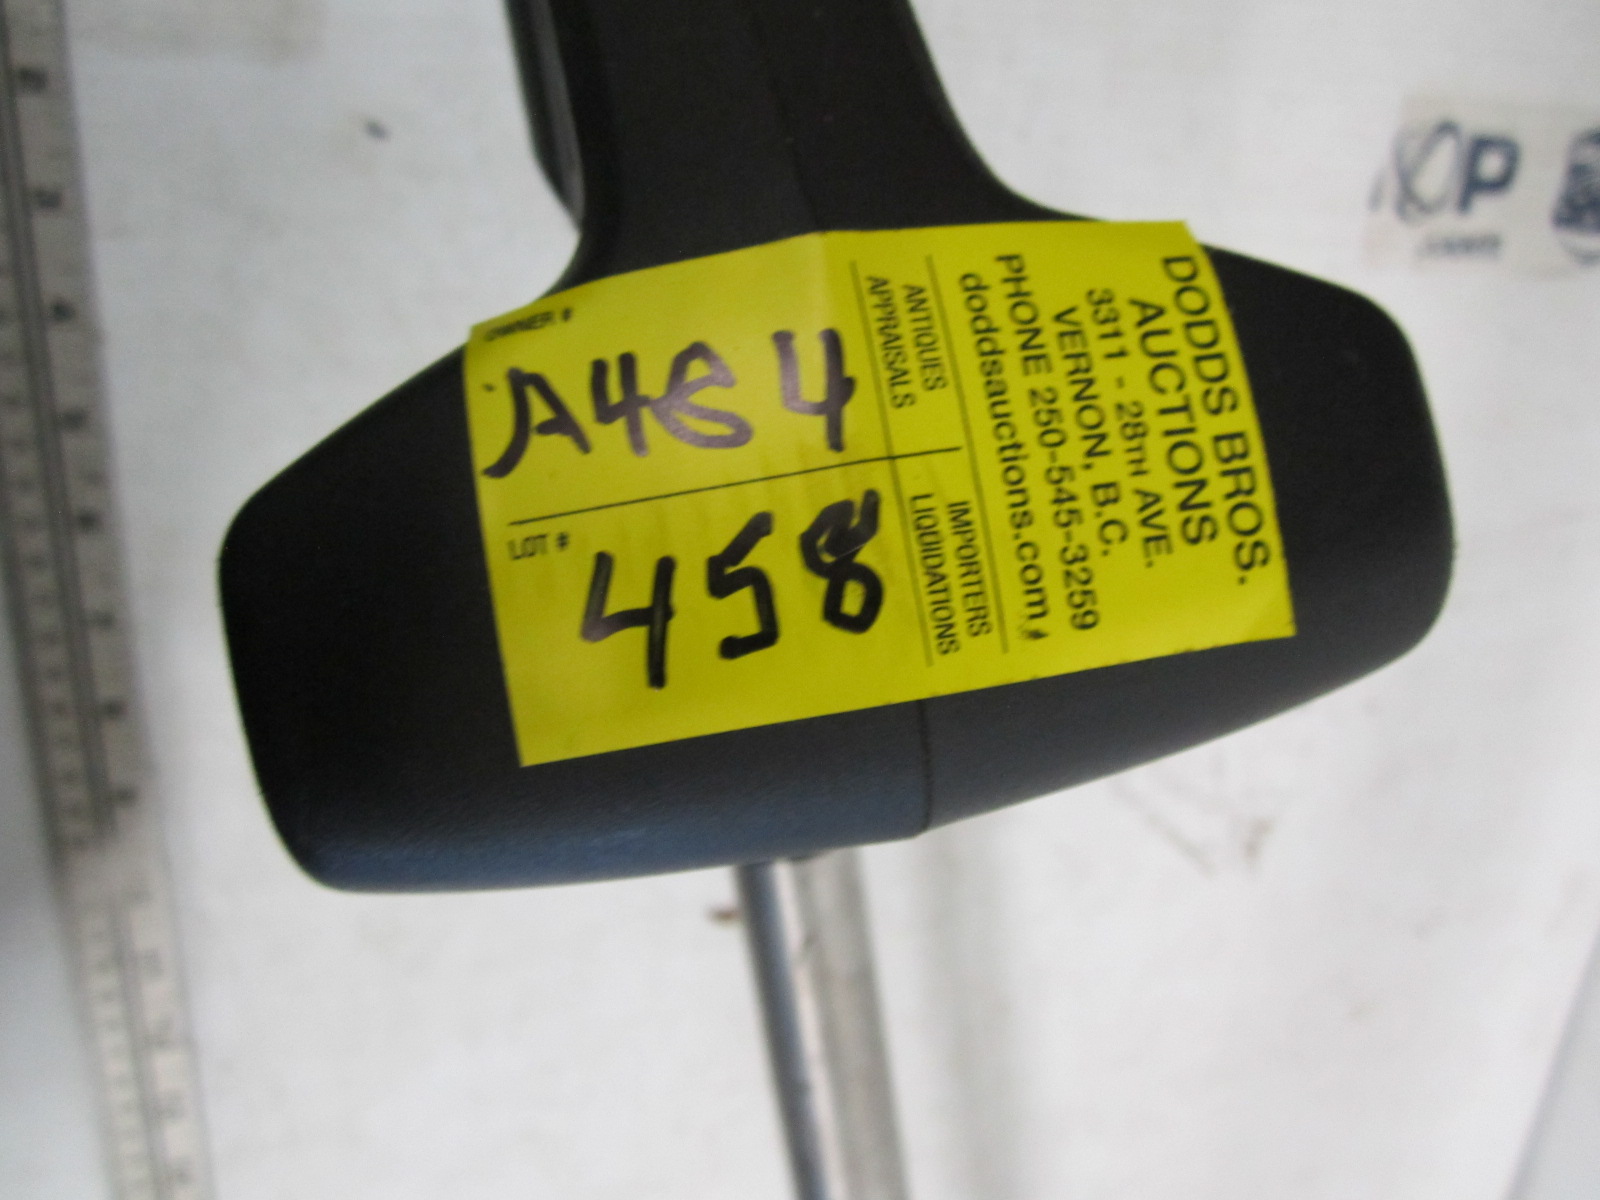 DODDS BROS.
AUCTIONS
3311 - 28TH AVE.
VERNON, B.C.
PHONE 250-545-3259
doddsauctions.com
ANTIQUES
APPRAISALS
IMPORTERS
LIQUIDATIONS
OWNER #
LOT #
458
OP